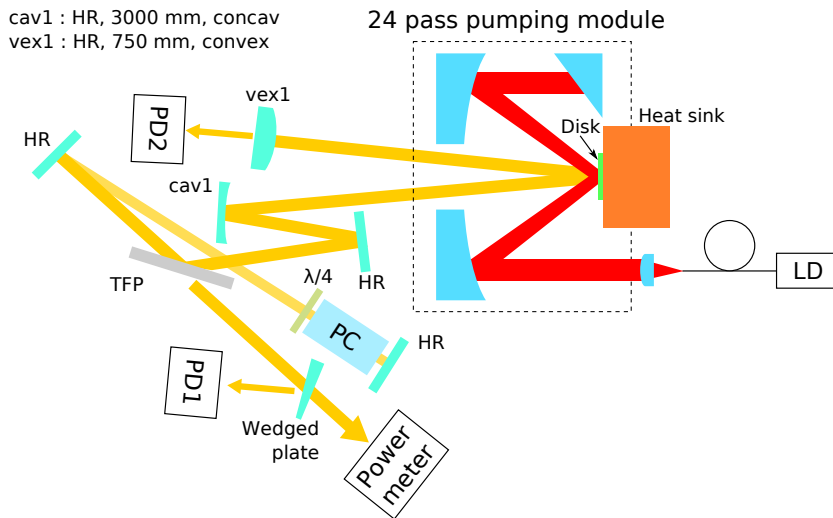 cav1 : HR, 3000 mm, concav
vex1 : HR, 750 mm, convex
24 pass pumping module
vex1
PD2
HR
Disk
Heat sink
cav1
TFP
HR
λ/4
LD
PC
HR
PD1
Wedged
plate
Power
meter